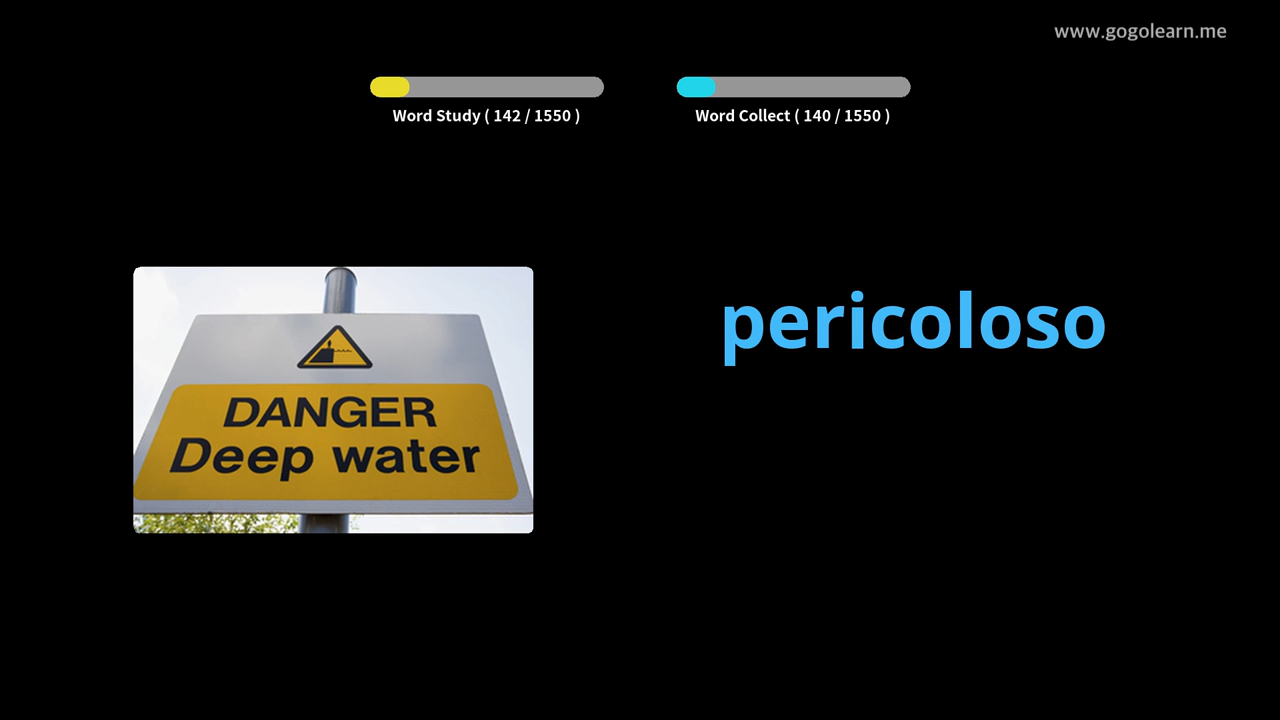 www.gogolearn.me
Word Study ( 142 / 1550 )
Word Collect ( 140 / 1550 )
pericoloso
DANGER
Deep water